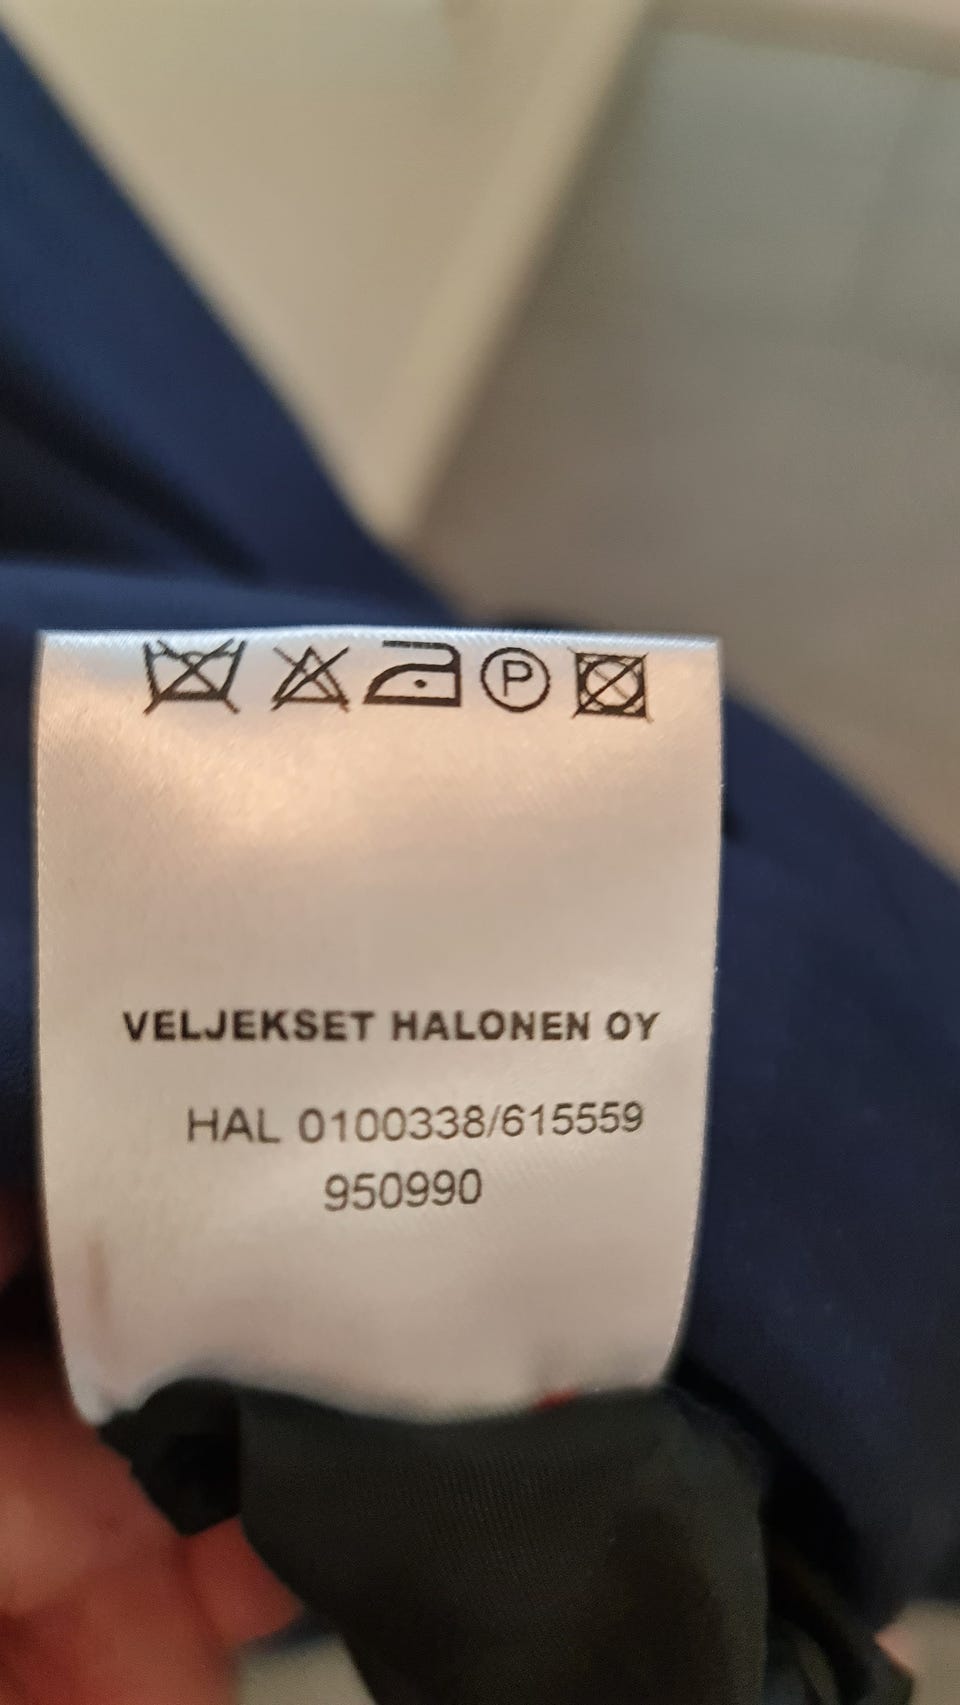 P
VELJEKSET HALONEN OY
HAL 0100338/615559
950990